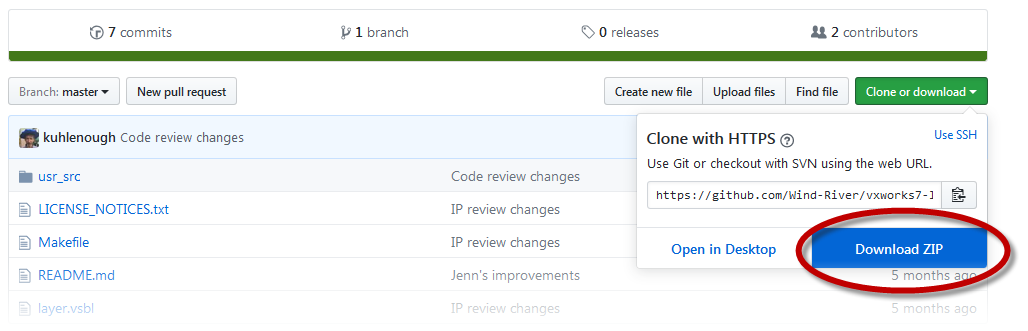 7 commits 1 branch 0 releases 2 contributors
Branch: master New pull request Create new file Upload files Find file Clone or download
kuhlenough Code review changes
usr_src Code review changes
LICENSE_NOTICES.txt IP review changes
Makefile IP review changes
README.md Jenn's improvements 5 months ago
layer.vsbl IP review changes 5 months ago
Clone with HTTPS Use SSH
Use Git or checkout with SVN using the web URL.
https://github.com/Wind-River/vxworks7-
Open in Desktop Download ZIP